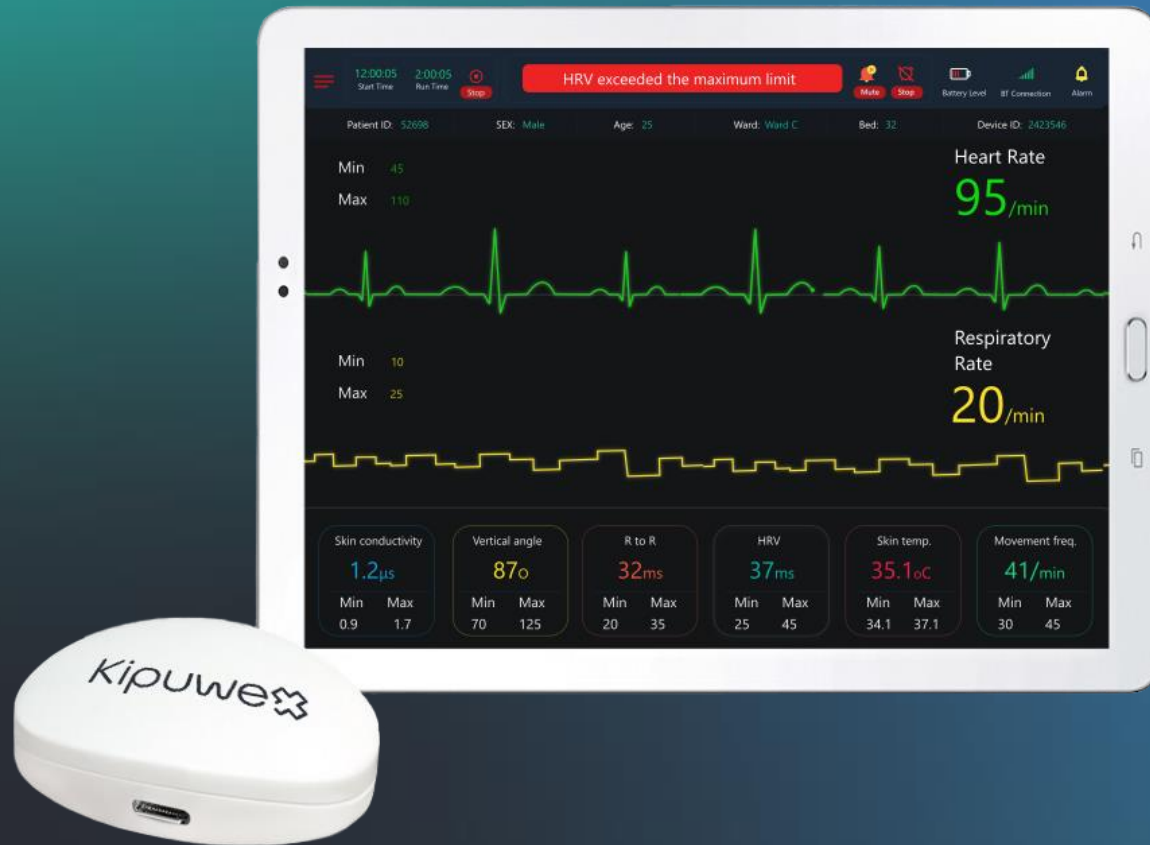 12:00:05 2:00:05
Start Time Run Time Stop
HRV exceeded the maximum limit
Mute Stop
Battery Level BT Connection Alarm
Patient ID: 52698 SEX: Male Age: 25 Ward: Ward C Bed: 32 Device ID: 2423546
Heart Rate
95/min
Min 45
Max 110
Respiratory
Rate
20/min
Min 10
Max 25
Skin conductivity Vertical angle R to R HRV Skin temp. Movement freq.
1.2µs 87o 32ms 37ms 35.1oC 41/min
Min Max Min Max Min Max Min Max Min Max Min Max
0.9 1.7 70 125 20 35 25 45 34.1 37.1 30 45
Kipuwex